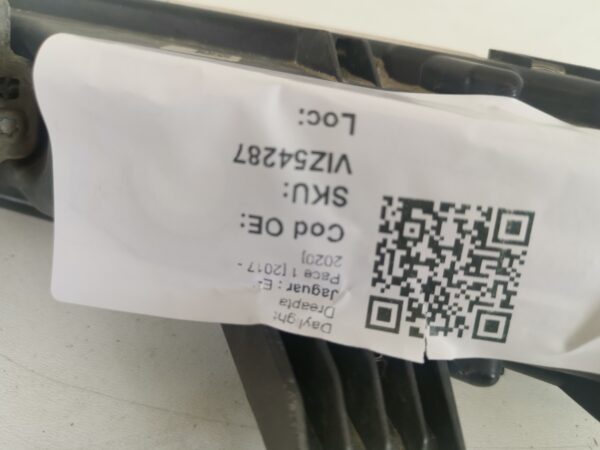 Daylight
Dreapta
Jaguar : E-
Pace 1 [2017 -
2020]
Cod OE:
SKU:
VIZ54287
Loc: